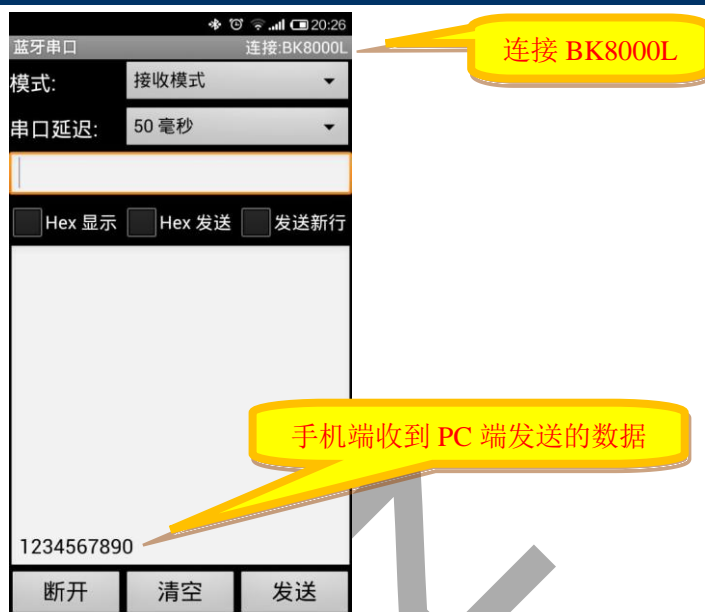 20:26
蓝牙串口 连接:BK8000L
连接 BK8000L
模式: 接收模式
串口延迟: 50 毫秒
Hex 显示 Hex 发送 发送新行
手机端收到 PC 端发送的数据
1234567890
断开 清空 发送